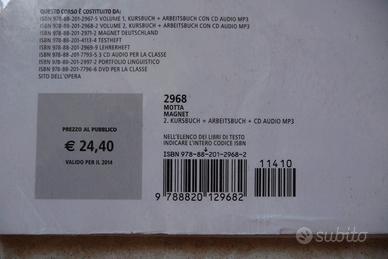 QUESTO CORSO È COSTITUITO DA:
ISBN 978-88-201-2967-5 VOLUME 1, KURSBUCH + ARBEITSBUCH CON CD AUDIO MP3
ISBN 978-88-201-2968-2 VOLUME 2, KURSBUCH + ARBEITSBUCH CON CD AUDIO MP3
ISBN 978-88-201-2971-2 MAGNET DEUTSCHLAND
ISBN 978-88-201-4113-4 TESTHEFT
ISBN 978-88-201-2969-9 LEHRERHEFT
ISBN 978-88-201-7793-5 3 CD AUDIO PER LA CLASSE
ISBN 978-88-201-2997-2 PORTFOLIO LINGUISTICO
ISBN 978-88-201-7796-6 DVD PER LA CLASSE
SITO DELL'OPERA
PREZZO AL PUBBLICO
€ 24,40
VALIDO PER IL 2014
2968
MOTTA
MAGNET
2. KURSBUCH + ARBEITSBUCH + CD AUDIO MP3
NELL'ELENCO DEI LIBRI DI TESTO
INDICARE L'INTERO CODICE ISBN
ISBN 978-88-201-2968-2
11410
9 788820 129682
subito